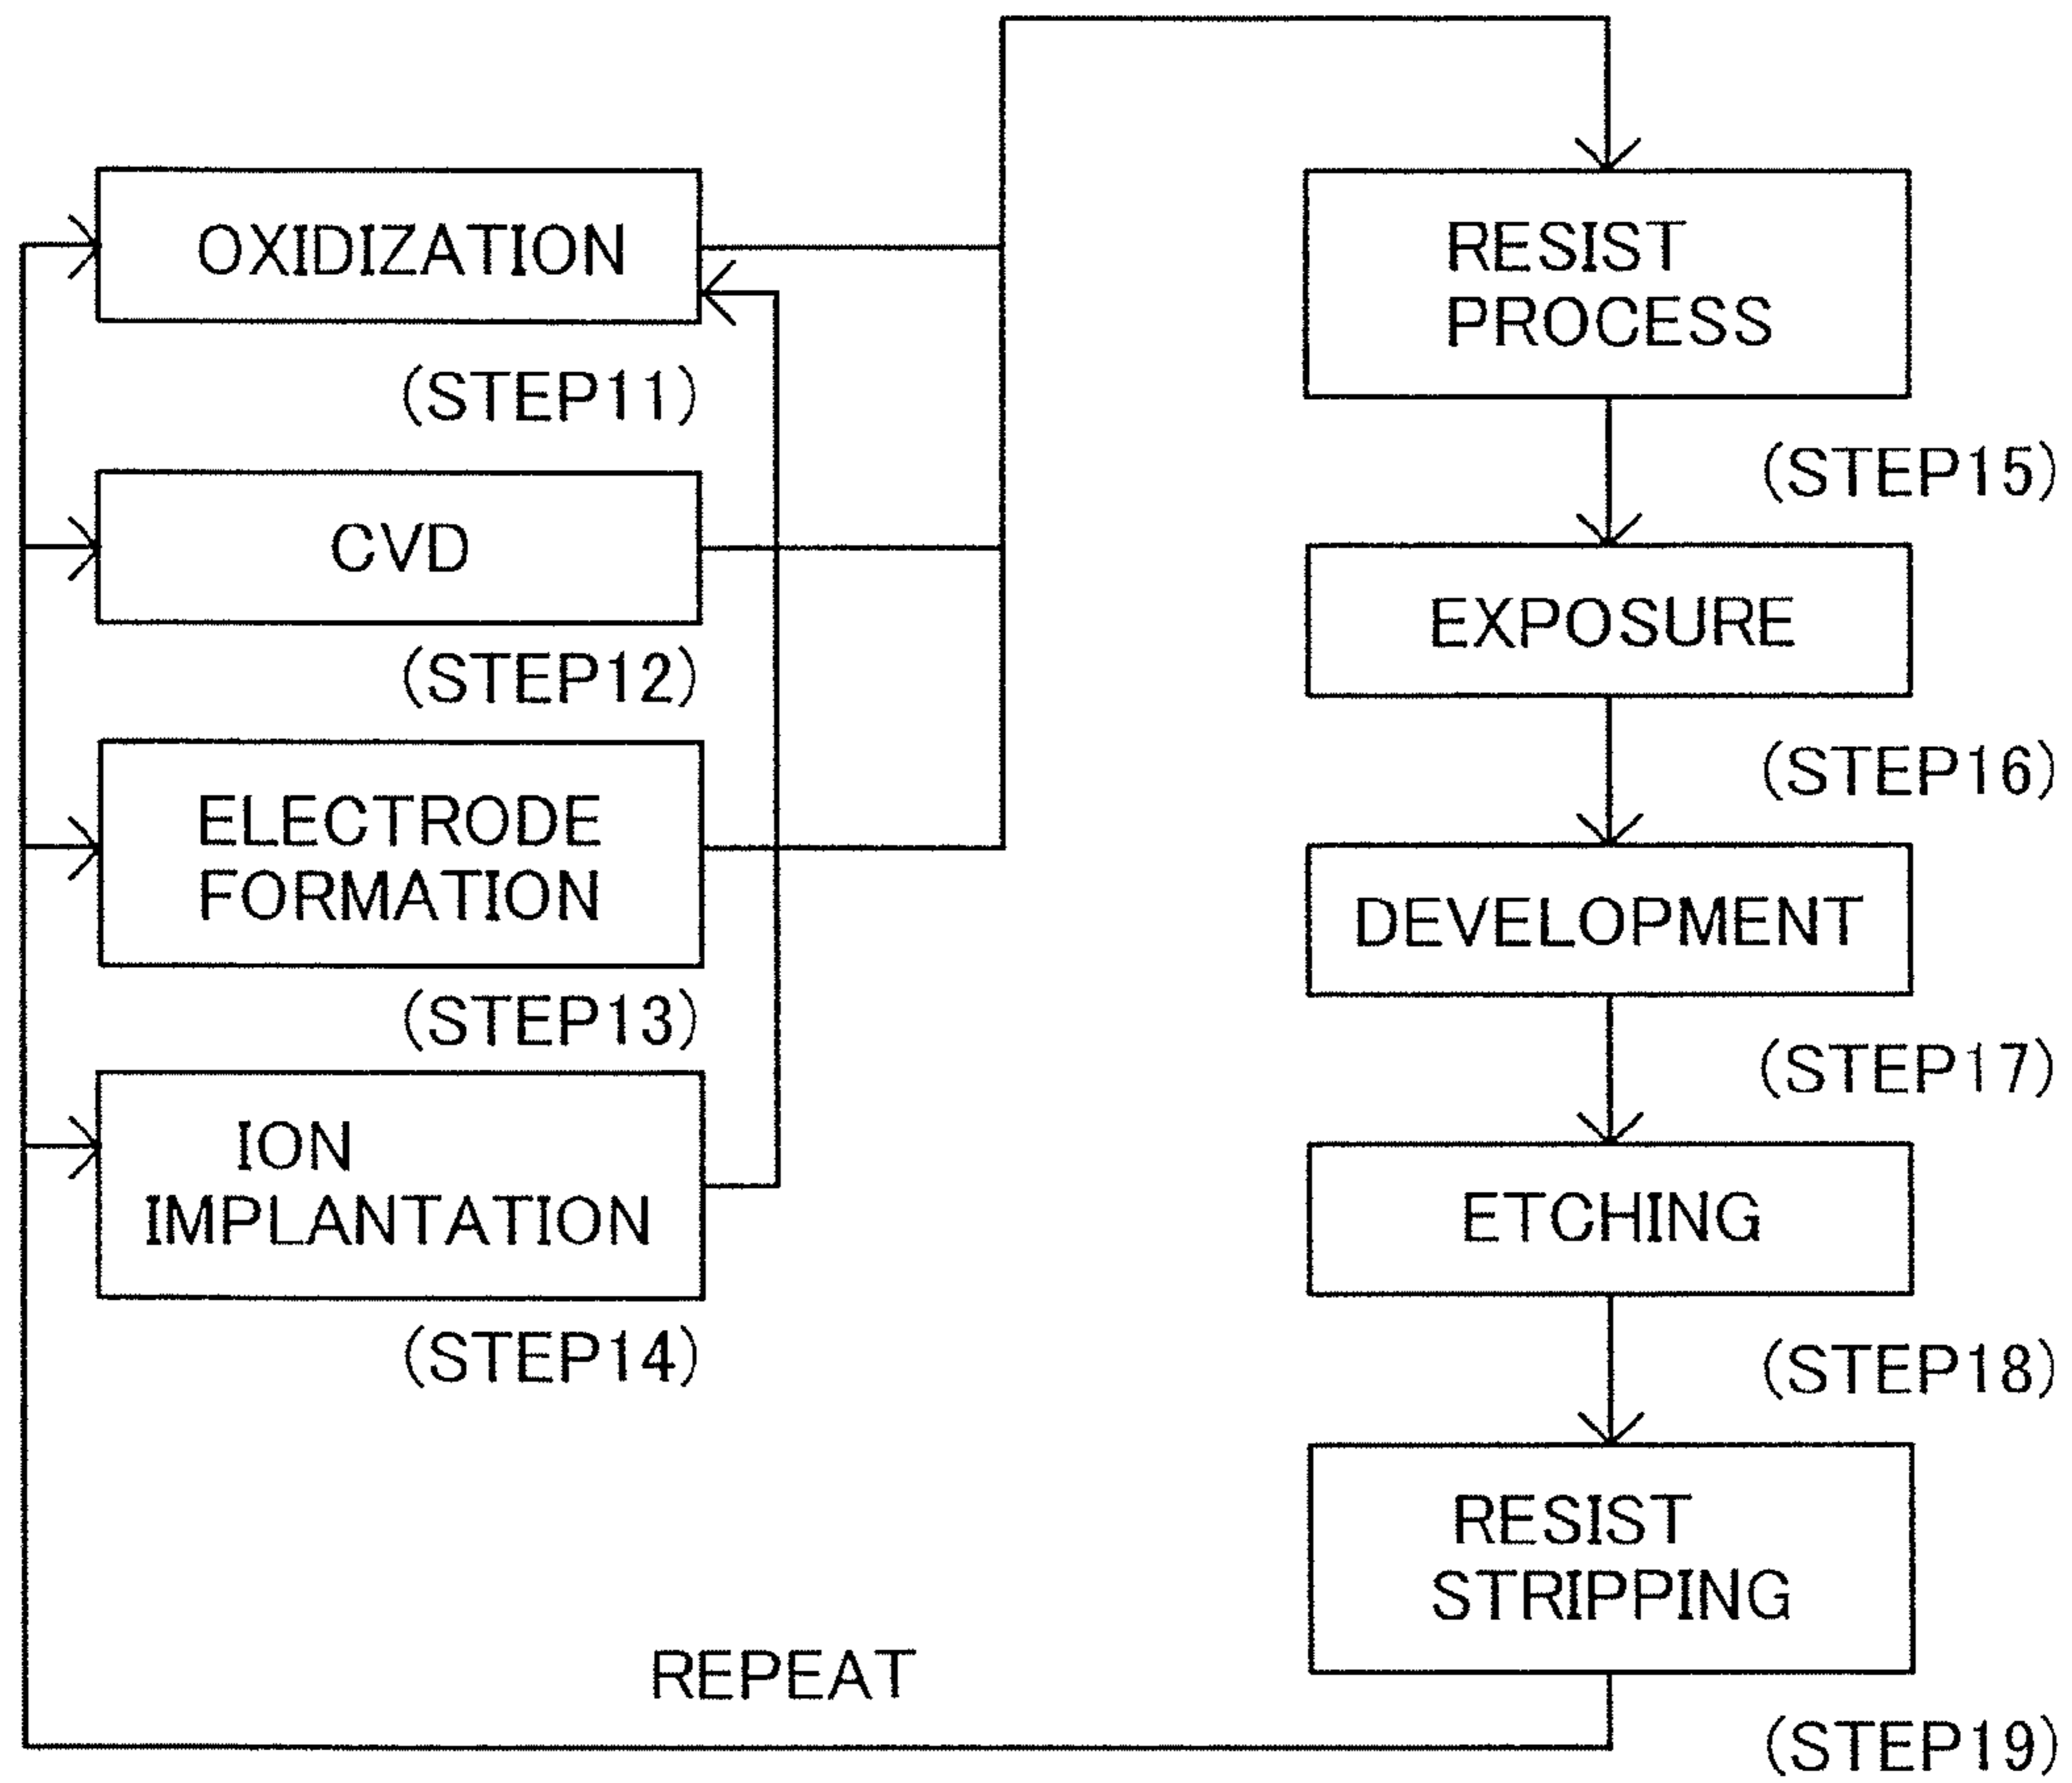 OXIDIZATION
(STEP11)
CVD
(STEP12)
ELECTRODE
FORMATION
(STEP13)
ION
IMPLANTATION
(STEP14)
RESIST
PROCESS
(STEP15)
EXPOSURE
(STEP16)
DEVELOPMENT
(STEP17)
ETCHING
(STEP18)
RESIST
STRIPPING
(STEP19)
REPEAT